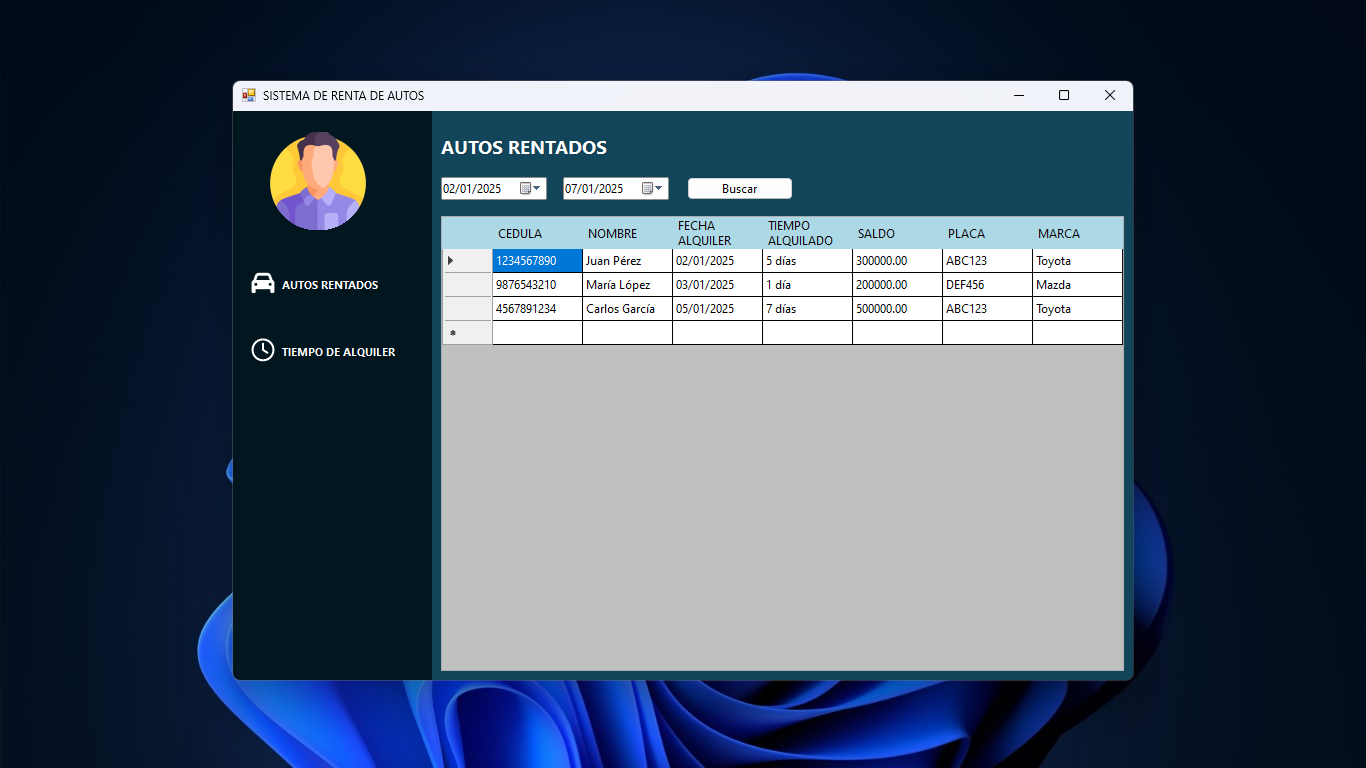 SISTEMA DE RENTA DE AUTOS
AUTOS RENTADOS
02/01/2025 07/01/2025 Buscar
CEDULA NOMBRE FECHA ALQUILER TIEMPO ALQUILADO SALDO PLACA MARCA
1234567890 Juan Pérez 02/01/2025 5 días 300000.00 ABC123 Toyota
9876543210 María López 03/01/2025 1 día 200000.00 DEF456 Mazda
4567891234 Carlos García 05/01/2025 7 días 500000.00 ABC123 Toyota
AUTOS RENTADOS
TIEMPO DE ALQUILER